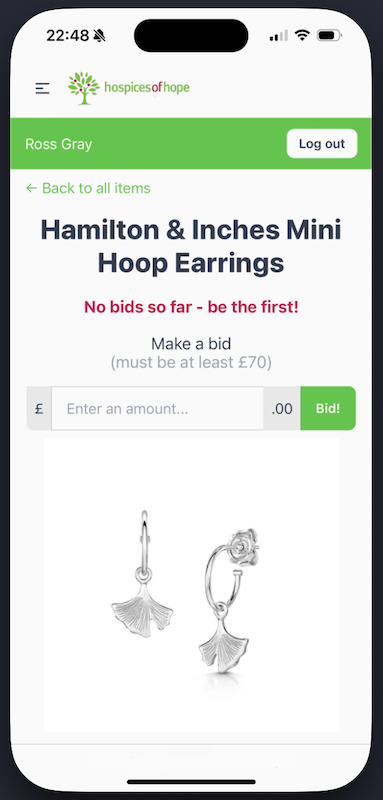 22:48
hospicesofhope
Ross Gray
Log out
← Back to all items
Hamilton & Inches Mini
Hoop Earrings
No bids so far - be the first!
Make a bid
(must be at least £70)
£
Enter an amount...
.00
Bid!